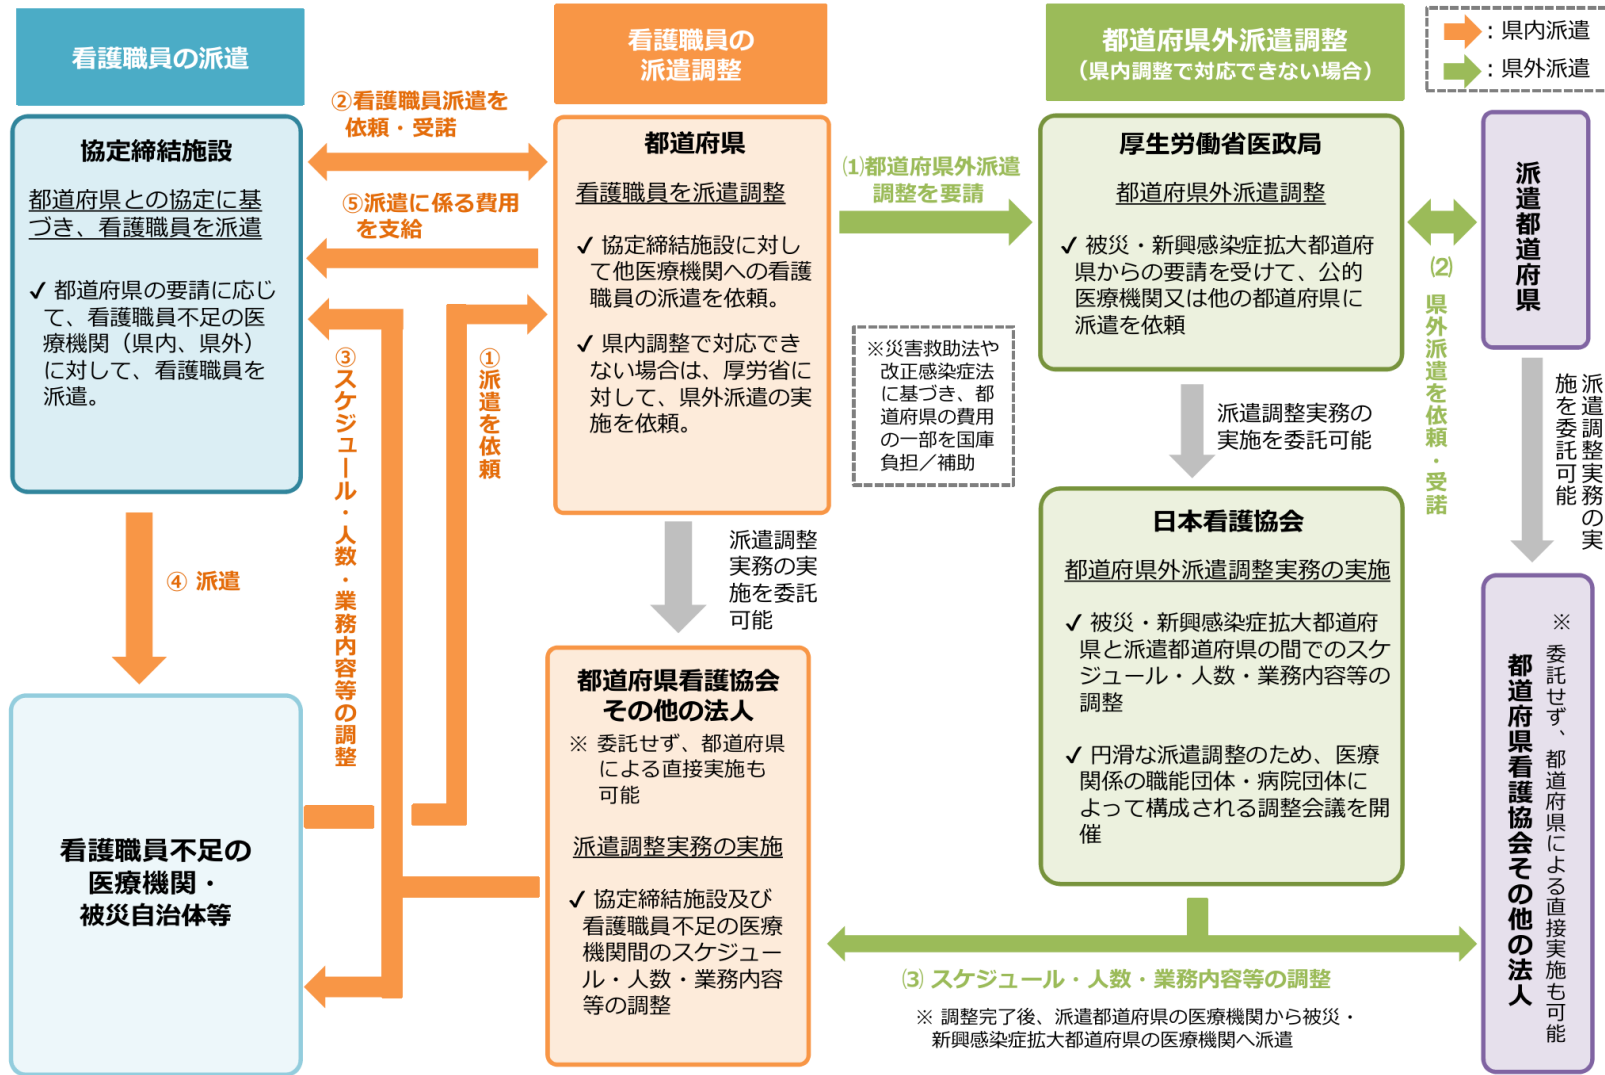 看護職員の派遣
協定締結施設
都道府県との協定に基
づき、看護職員を派遣
✓ 都道府県の要請に応じ
て、看護職員不足の医
療機関（県内、県外）
に対して、看護職員を
派遣。
④ 派遣
看護職員不足の
医療機関・
被災自治体等
②看護職員派遣を
依頼・受諾
⑤派遣に係る費用
を支給
③スケジュール・人数・業務内容等の調整
①派遣を依頼
看護職員の
派遣調整
都道府県
看護職員を派遣調整
✓ 協定締結施設に対し
て他医療機関への看護
職員の派遣を依頼。
✓ 県内調整で対応でき
ない場合は、厚労省に
対して、県外派遣の実
施を依頼。
派遣調整
実務の実
施を委託
可能
都道府県看護協会
その他の法人
※ 委託せず、都道府県
による直接実施も
可能
派遣調整実務の実施
✓ 協定締結施設及び
看護職員不足の医療
機関間のスケジュー
ル・人数・業務内容
等の調整
⑴都道府県外派遣
調整を要請
※災害救助法や
改正感染症法
に基づき、都
道府県の費用
の一部を国庫
負担／補助
都道府県外派遣調整
（県内調整で対応できない場合）
厚生労働省医政局
都道府県外派遣調整
✓ 被災・新興感染症拡大都道府
県からの要請を受けて、公的
医療機関又は他の都道府県に
派遣を依頼
派遣調整実務の
実施を委託可能
日本看護協会
都道府県外派遣調整実務の実施
✓ 被災・新興感染症拡大都道府
県と派遣都道府県の間でのスケ
ジュール・人数・業務内容等の
調整
✓ 円滑な派遣調整のため、医療
関係の職能団体・病院団体に
よって構成される調整会議を開
催
⑶ スケジュール・人数・業務内容等の調整
※ 調整完了後、派遣都道府県の医療機関から被災・
新興感染症拡大都道府県の医療機関へ派遣
：県内派遣
：県外派遣
⑵ 県外派遣を依頼・受諾
派遣都道府県
派遣調整実務の実
施を委託可能
※ 委託せず、都道府県による直接実施も可能
都道府県看護協会その他の法人